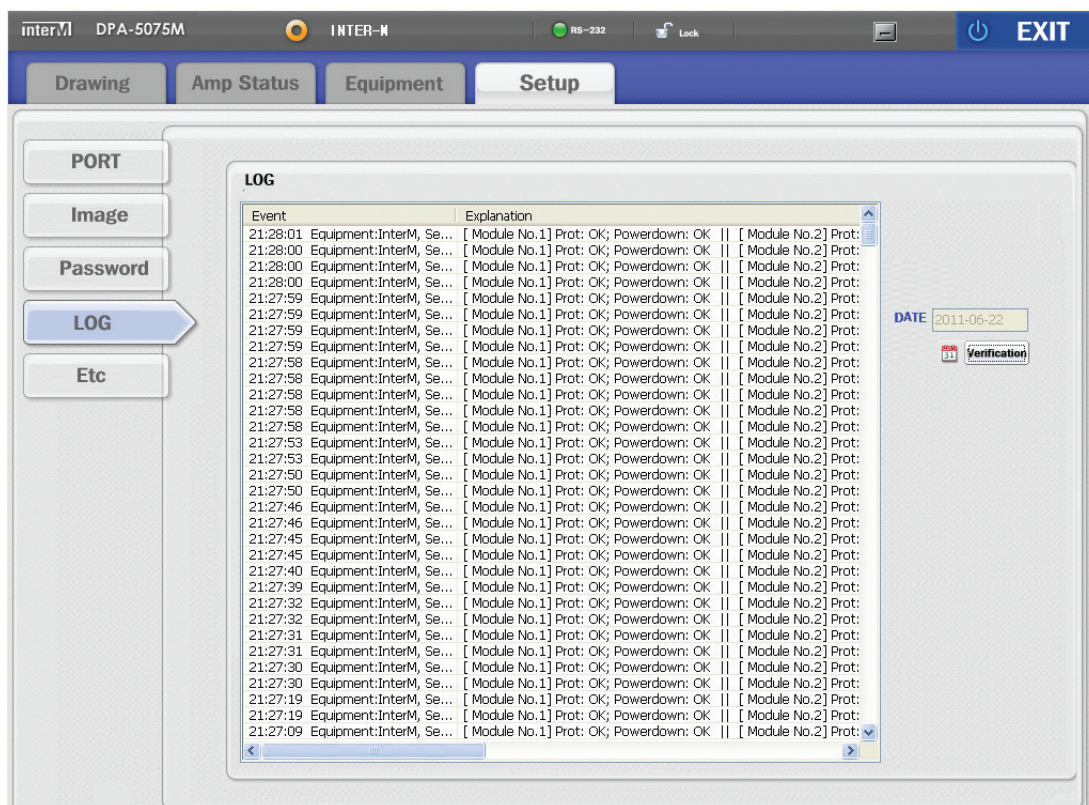 interM DPA-5075M INTER-M RS-232 Lock EXIT
Drawing Amp Status Equipment Setup
PORT
Image
Password
LOG
Etc
LOG
Event Explanation
21:28:01 Equipment:InterM, Se... [ Module No.1] Prot: OK; Powerdown: OK || [ Module No.2] Prot:
21:28:00 Equipment:InterM, Se... [ Module No.1] Prot: OK; Powerdown: OK || [ Module No.2] Prot:
21:28:00 Equipment:InterM, Se... [ Module No.1] Prot: OK; Powerdown: OK || [ Module No.2] Prot:
21:28:00 Equipment:InterM, Se... [ Module No.1] Prot: OK; Powerdown: OK || [ Module No.2] Prot:
21:27:59 Equipment:InterM, Se... [ Module No.1] Prot: OK; Powerdown: OK || [ Module No.2] Prot:
21:27:59 Equipment:InterM, Se... [ Module No.1] Prot: OK; Powerdown: OK || [ Module No.2] Prot:
21:27:59 Equipment:InterM, Se... [ Module No.1] Prot: OK; Powerdown: OK || [ Module No.2] Prot:
21:27:59 Equipment:InterM, Se... [ Module No.1] Prot: OK; Powerdown: OK || [ Module No.2] Prot:
21:27:58 Equipment:InterM, Se... [ Module No.1] Prot: OK; Powerdown: OK || [ Module No.2] Prot:
21:27:58 Equipment:InterM, Se... [ Module No.1] Prot: OK; Powerdown: OK || [ Module No.2] Prot:
21:27:58 Equipment:InterM, Se... [ Module No.1] Prot: OK; Powerdown: OK || [ Module No.2] Prot:
21:27:58 Equipment:InterM, Se... [ Module No.1] Prot: OK; Powerdown: OK || [ Module No.2] Prot:
21:27:58 Equipment:InterM, Se... [ Module No.1] Prot: OK; Powerdown: OK || [ Module No.2] Prot:
21:27:53 Equipment:InterM, Se... [ Module No.1] Prot: OK; Powerdown: OK || [ Module No.2] Prot:
21:27:53 Equipment:InterM, Se... [ Module No.1] Prot: OK; Powerdown: OK || [ Module No.2] Prot:
21:27:50 Equipment:InterM, Se... [ Module No.1] Prot: OK; Powerdown: OK || [ Module No.2] Prot:
21:27:50 Equipment:InterM, Se... [ Module No.1] Prot: OK; Powerdown: OK || [ Module No.2] Prot:
21:27:46 Equipment:InterM, Se... [ Module No.1] Prot: OK; Powerdown: OK || [ Module No.2] Prot:
21:27:46 Equipment:InterM, Se... [ Module No.1] Prot: OK; Powerdown: OK || [ Module No.2] Prot:
21:27:45 Equipment:InterM, Se... [ Module No.1] Prot: OK; Powerdown: OK || [ Module No.2] Prot:
21:27:45 Equipment:InterM, Se... [ Module No.1] Prot: OK; Powerdown: OK || [ Module No.2] Prot:
21:27:40 Equipment:InterM, Se... [ Module No.1] Prot: OK; Powerdown: OK || [ Module No.2] Prot:
21:27:39 Equipment:InterM, Se... [ Module No.1] Prot: OK; Powerdown: OK || [ Module No.2] Prot:
21:27:32 Equipment:InterM, Se... [ Module No.1] Prot: OK; Powerdown: OK || [ Module No.2] Prot:
21:27:32 Equipment:InterM, Se... [ Module No.1] Prot: OK; Powerdown: OK || [ Module No.2] Prot:
21:27:31 Equipment:InterM, Se... [ Module No.1] Prot: OK; Powerdown: OK || [ Module No.2] Prot:
21:27:31 Equipment:InterM, Se... [ Module No.1] Prot: OK; Powerdown: OK || [ Module No.2] Prot:
21:27:30 Equipment:InterM, Se... [ Module No.1] Prot: OK; Powerdown: OK || [ Module No.2] Prot:
21:27:30 Equipment:InterM, Se... [ Module No.1] Prot: OK; Powerdown: OK || [ Module No.2] Prot:
21:27:19 Equipment:InterM, Se... [ Module No.1] Prot: OK; Powerdown: OK || [ Module No.2] Prot:
21:27:19 Equipment:InterM, Se... [ Module No.1] Prot: OK; Powerdown: OK || [ Module No.2] Prot:
21:27:09 Equipment:InterM, Se... [ Module No.1] Prot: OK; Powerdown: OK || [ Module No.2] Prot:
DATE 2011-06-22
31 Verification